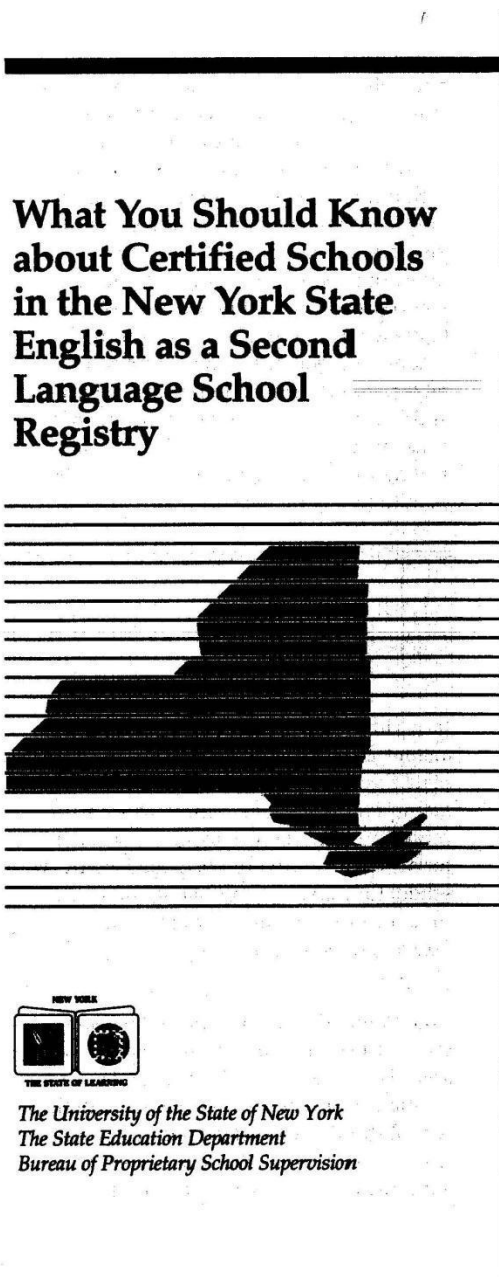 What You Should Know
about Certified Schools
in the New York State
English as a Second
Language School
Registry
NEW YORK
THE STATE OF LEARNING
The University of the State of New York
The State Education Department
Bureau of Proprietary School Supervision